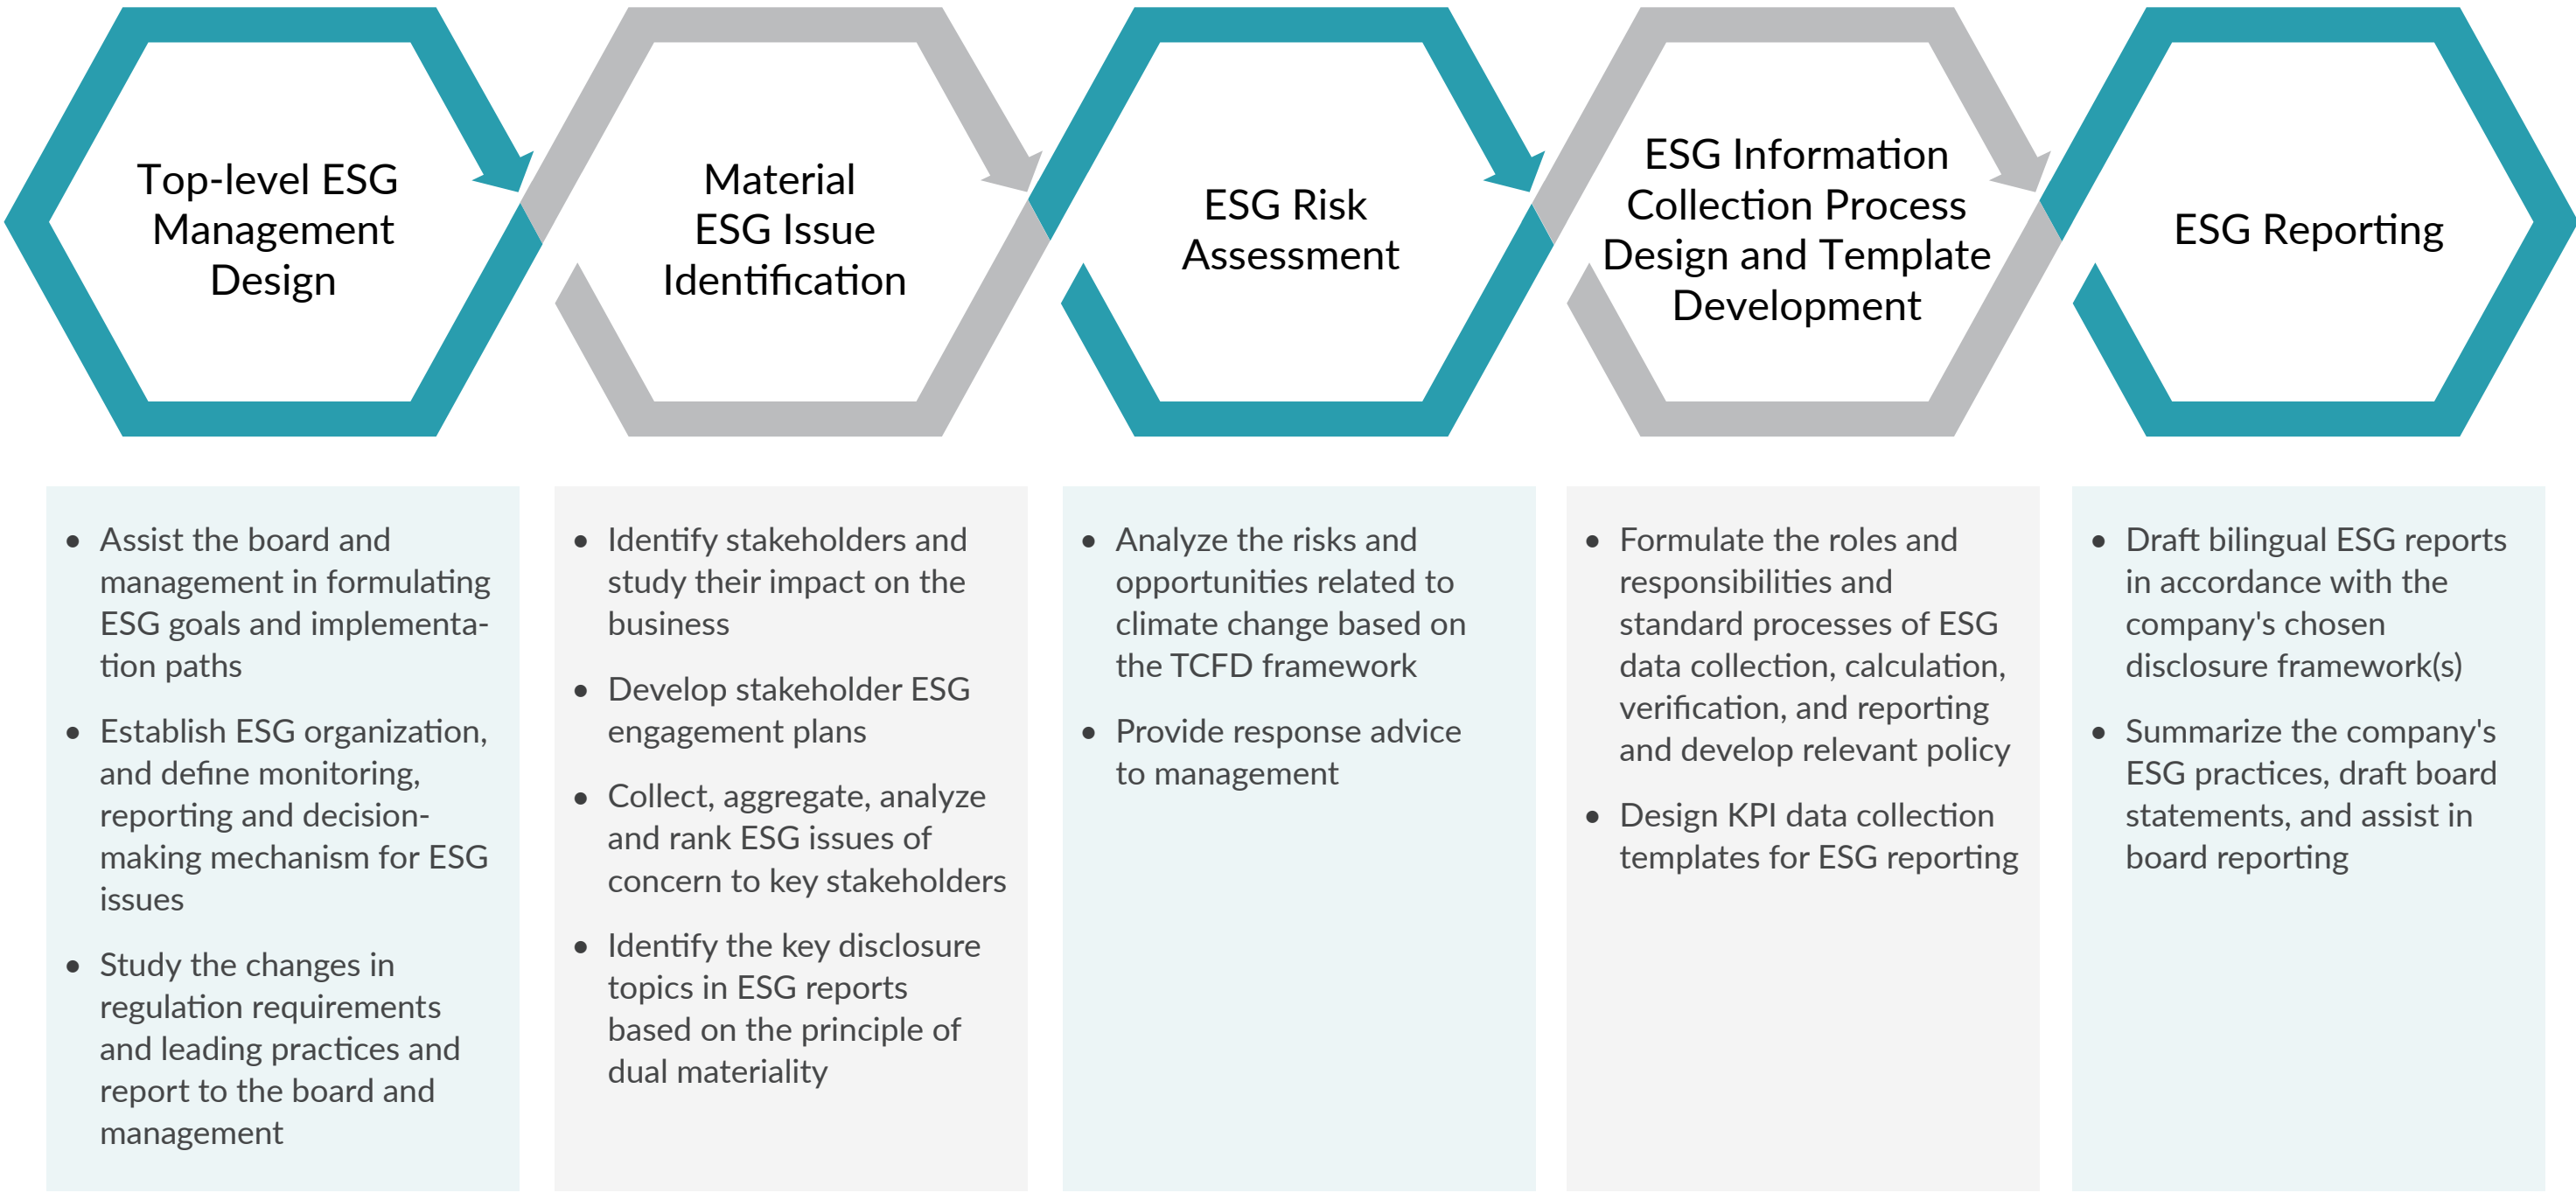 Top-level ESG
Management
Design
Material
ESG Issue
Identification
ESG Risk
Assessment
ESG Information
Collection Process
Design and Template
Development
ESG Reporting
• Assist the board and
management in formulating
ESG goals and implementa-
tion paths
• Establish ESG organization,
and define monitoring,
reporting and decision-
making mechanism for ESG
issues
• Study the changes in
regulation requirements
and leading practices and
report to the board and
management
• Identify stakeholders and
study their impact on the
business
• Develop stakeholder ESG
engagement plans
• Collect, aggregate, analyze
and rank ESG issues of
concern to key stakeholders
• Identify the key disclosure
topics in ESG reports
based on the principle of
dual materiality
• Analyze the risks and
opportunities related to
climate change based on
the TCFD framework
• Provide response advice
to management
• Formulate the roles and
responsibilities and
standard processes of ESG
data collection, calculation,
verification, and reporting
and develop relevant policy
• Design KPI data collection
templates for ESG reporting
• Draft bilingual ESG reports
in accordance with the
company's chosen
disclosure framework(s)
• Summarize the company's
ESG practices, draft board
statements, and assist in
board reporting